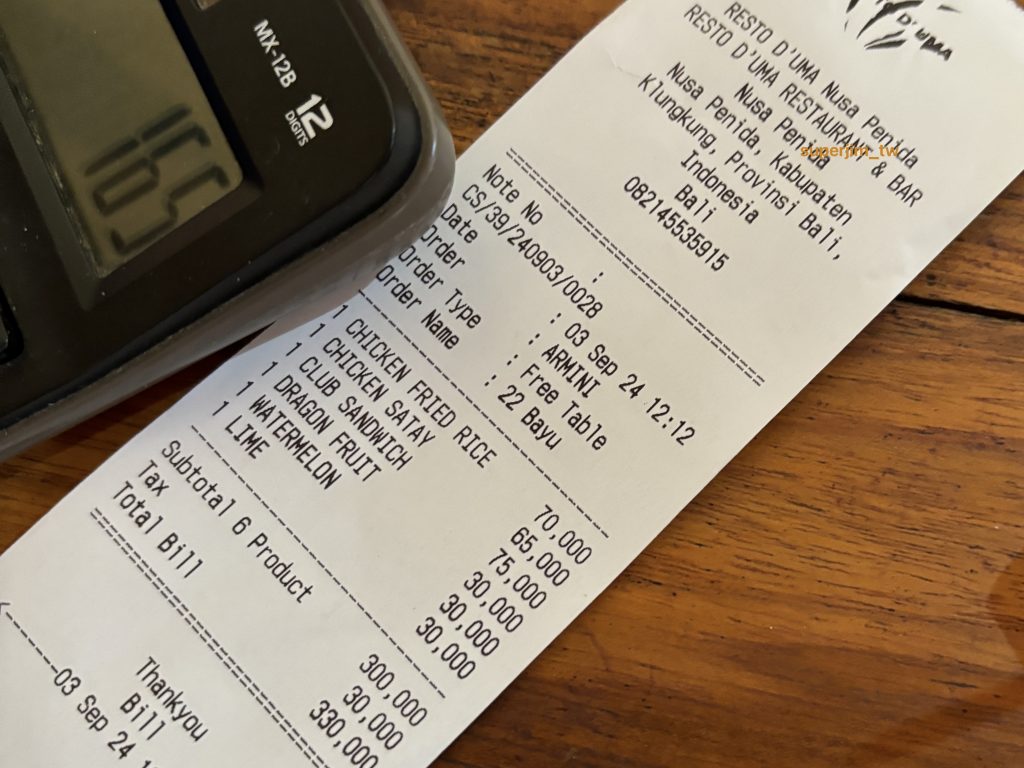 MX-12B
12
DIGITS
165
D'UMA
RESTO D'UMA Nusa Penida
RESTO D'UMA RESTAURANT & BAR
Nusa Penida
Nusa Penida, Kabupaten
Klungkung, Provinsi Bali,
Indonesia
Bali
082145535915
superjim_tw
Note No :
CS/39/240903/0028
Date : 03 Sep 24 12:12
Order : ARMINI
Order Type : Free Table
Order Name : 22 Bayu
1 CHICKEN FRIED RICE 70,000
1 CHICKEN SATAY 65,000
1 CLUB SANDWICH 75,000
1 DRAGON FRUIT 30,000
1 WATERMELON 30,000
1 LIME 30,000
Subtotal 6 Product 300,000
Tax 30,000
Total Bill 330,000
Thankyou
Bill
03 Sep 24